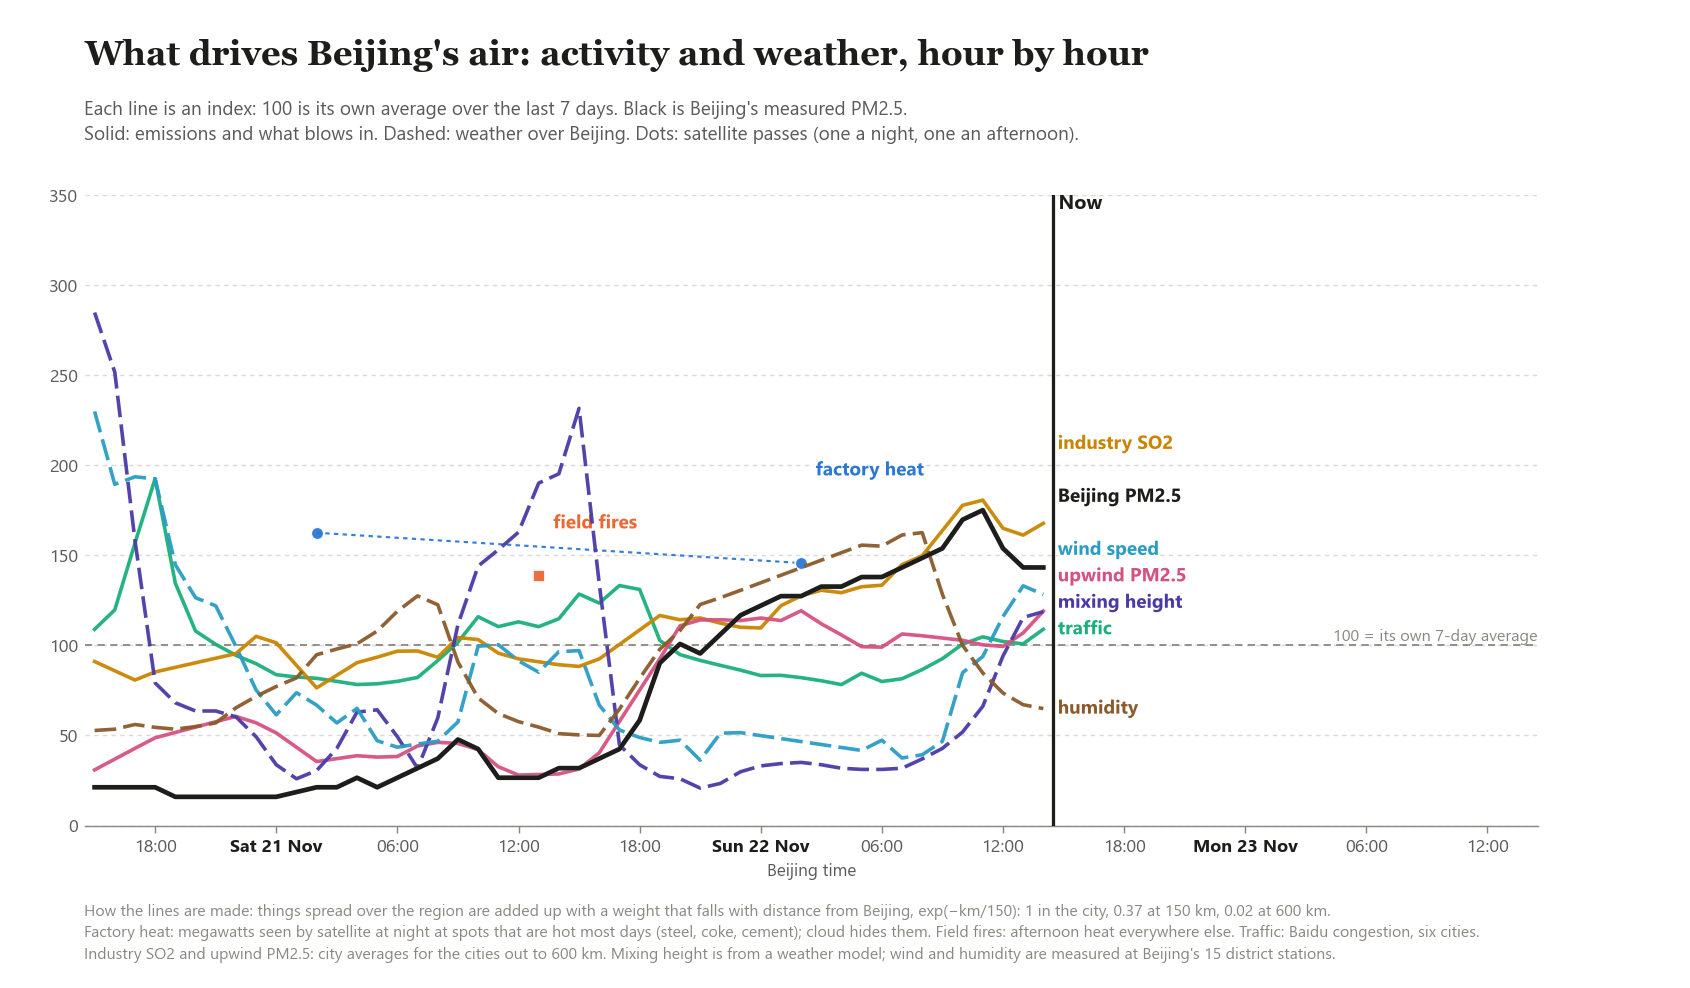 What drives Beijing's air: activity and weather, hour by hour
Each line is an index: 100 is its own average over the last 7 days. Black is Beijing's measured PM2.5.
Solid: emissions and what blows in. Dashed: weather over Beijing. Dots: satellite passes (one a night, one an afternoon).
350
Now
300
250
industry SO2
200
factory heat
Beijing PM2.5
field fires
150
wind speed
upwind PM2.5
mixing height
traffic
100 = its own 7-day average
100
humidity
50
0
18:00
Sat 21 Nov
06:00
12:00
18:00
Sun 22 Nov
06:00
12:00
18:00
Mon 23 Nov
06:00
12:00
Beijing time
How the lines are made: things spread over the region are added up with a weight that falls with distance from Beijing, exp(−km/150): 1 in the city, 0.37 at 150 km, 0.02 at 600 km.
Factory heat: megawatts seen by satellite at night at spots that are hot most days (steel, coke, cement); cloud hides them. Field fires: afternoon heat everywhere else. Traffic: Baidu congestion, six cities.
Industry SO2 and upwind PM2.5: city averages for the cities out to 600 km. Mixing height is from a weather model; wind and humidity are measured at Beijing's 15 district stations.